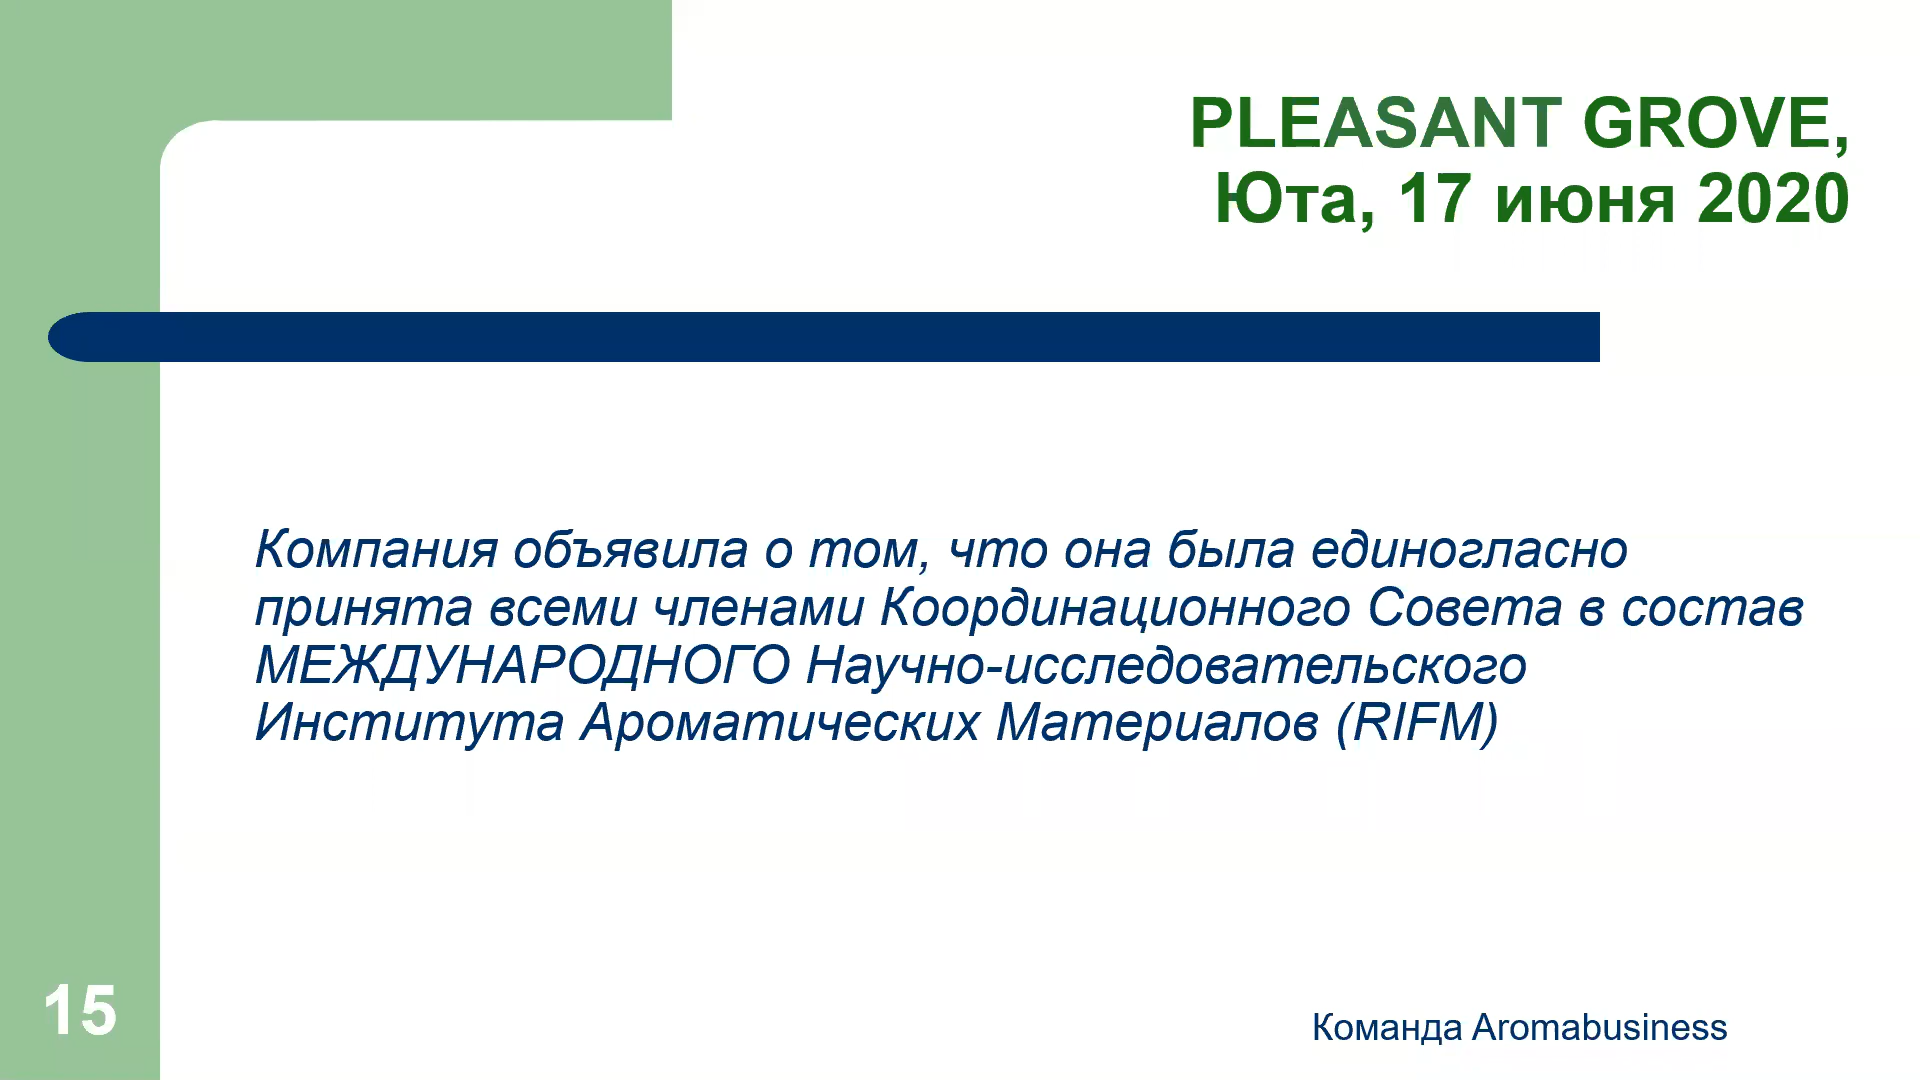 PLEASANT GROVE,
Юта, 17 июня 2020
Компания объявила о том, что она была единогласно
принята всеми членами Координационного Совета в состав
МЕЖДУНАРОДНОГО Научно-исследовательского
Института Ароматических Материалов (RIFM)
15
Команда Aromabusiness